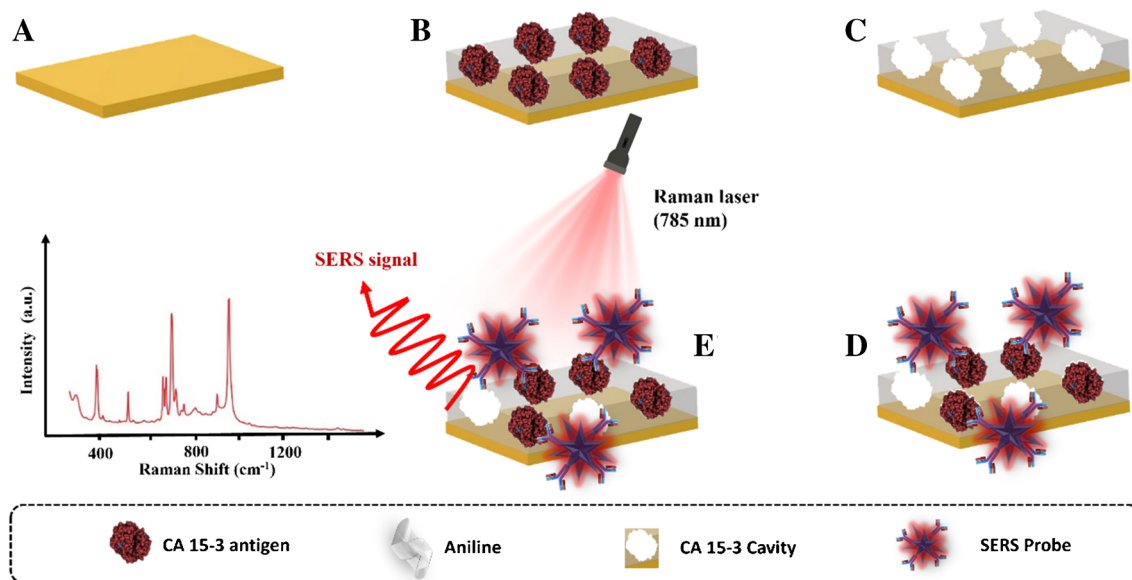 A
B
C
Raman laser
(785 nm)
SERS signal
Intensity (a.u.)
400
800
1200
Raman Shift (cm⁻¹)
E
D
CA 15-3 antigen
Aniline
CA 15-3 Cavity
SERS Probe